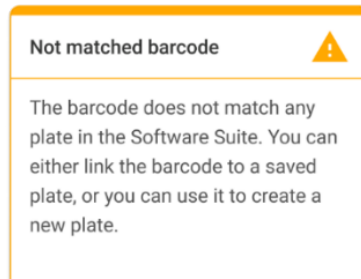 Not matched barcode
The barcode does not match any
plate in the Software Suite. You can
either link the barcode to a saved
plate, or you can use it to create a
new plate.